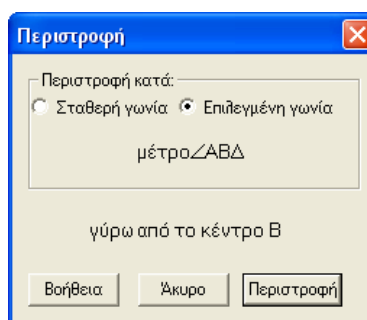 Περιστροφή
Περιστροφή κατά:
Σταθερή γωνία Επιλεγμένη γωνία
μέτρο∠ΑΒΔ
γύρω από το κέντρο Β
Βοήθεια Άκυρο Περιστροφή